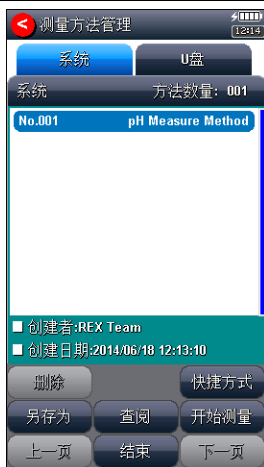 测量方法管理
12:14
系统 U盘
系统 方法数量: 001
No.001 pH Measure Method
创建者:REX Team
创建日期:2014/06/18 12:13:10
删除 快捷方式
另存为 查阅 开始测量
上一页 结束 下一页